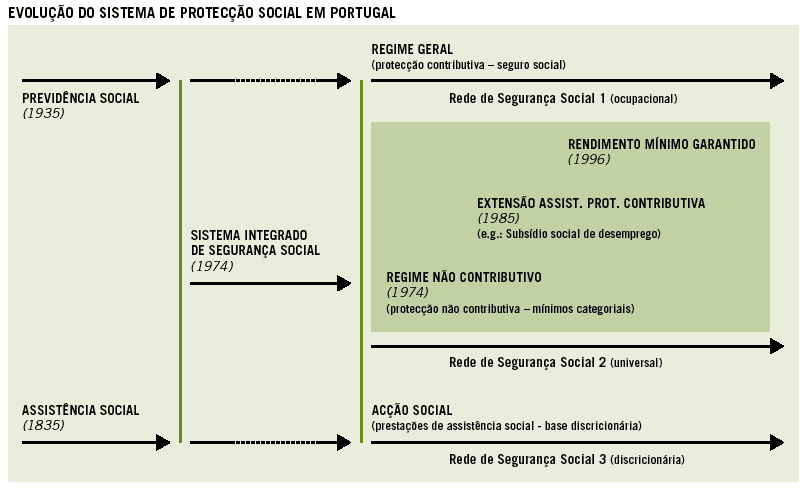 EVOLUÇÃO DO SISTEMA DE PROTECÇÃO SOCIAL EM PORTUGAL
REGIME GERAL
(protecção contributiva – seguro social)
PREVIDÊNCIA SOCIAL
(1935)
Rede de Segurança Social 1 (ocupacional)
RENDIMENTO MÍNIMO GARANTIDO
(1996)
EXTENSÃO ASSIST. PROT. CONTRIBUTIVA
(1985)
(e.g.: Subsídio social de desemprego)
SISTEMA INTEGRADO
DE SEGURANÇA SOCIAL
(1974)
REGIME NÃO CONTRIBUTIVO
(1974)
(protecção não contributiva – mínimos categoriais)
Rede de Segurança Social 2 (universal)
ASSISTÊNCIA SOCIAL
(1835)
ACÇÃO SOCIAL
(prestações de assistência social - base discricionária)
Rede de Segurança Social 3 (discricionária)